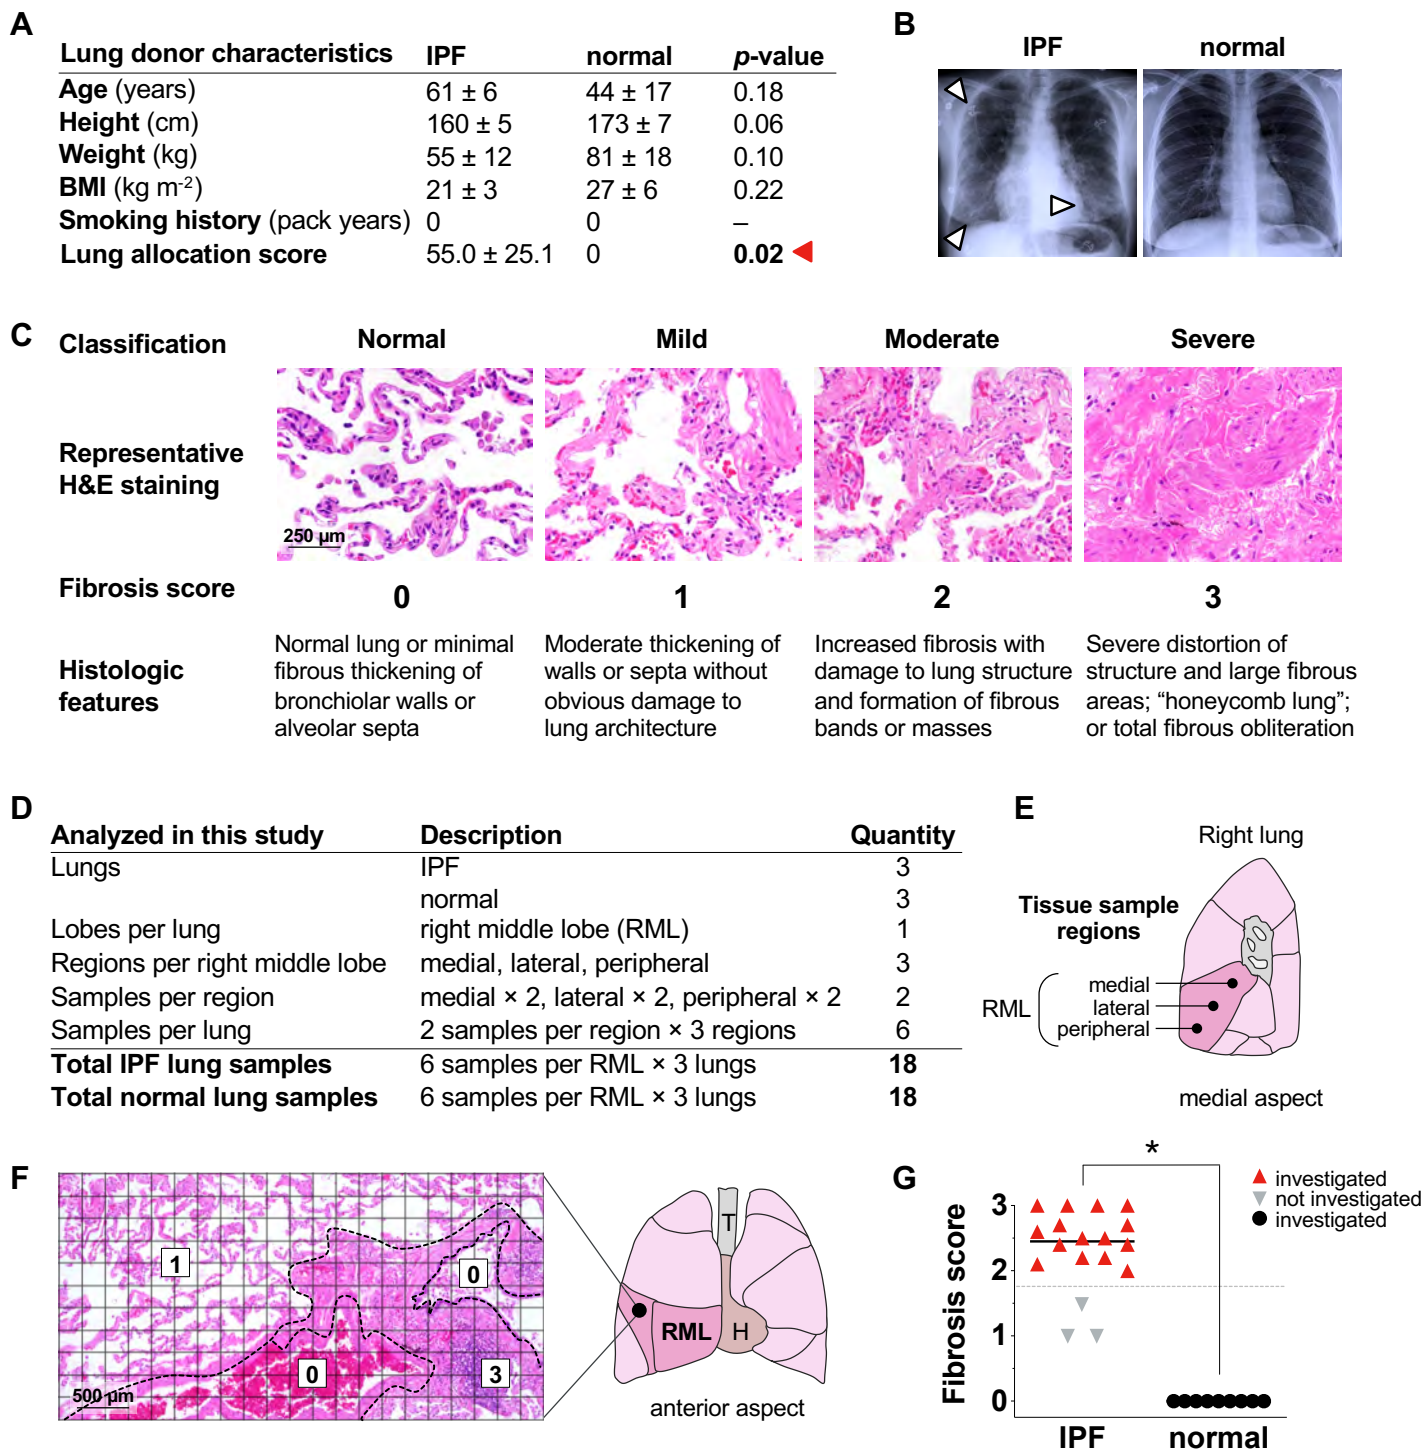 A
Lung donor characteristics IPF normal p-value
Age (years) 61 ± 6 44 ± 17 0.18
Height (cm) 160 ± 5 173 ± 7 0.06
Weight (kg) 55 ± 12 81 ± 18 0.10
BMI (kg m-2) 21 ± 3 27 ± 6 0.22
Smoking history (pack years) 0 0 –
Lung allocation score 55.0 ± 25.1 0 0.02
B
IPF normal
C
Classification Normal Mild Moderate Severe
Representative
H&E staining
250 µm
Fibrosis score 0 1 2 3
Histologic
features
Normal lung or minimal
fibrous thickening of
bronchiolar walls or
alveolar septa
Moderate thickening of
walls or septa without
obvious damage to
lung architecture
Increased fibrosis with
damage to lung structure
and formation of fibrous
bands or masses
Severe distortion of
structure and large fibrous
areas; “honeycomb lung”;
or total fibrous obliteration
D
Analyzed in this study Description Quantity
Lungs IPF 3
normal 3
Lobes per lung right middle lobe (RML) 1
Regions per right middle lobe medial, lateral, peripheral 3
Samples per region medial × 2, lateral × 2, peripheral × 2 2
Samples per lung 2 samples per region × 3 regions 6
Total IPF lung samples 6 samples per RML × 3 lungs 18
Total normal lung samples 6 samples per RML × 3 lungs 18
E
Right lung
Tissue sample
regions
RML
medial
lateral
peripheral
medial aspect
F
1
0
0
3
500 µm
T
RML
H
anterior aspect
G
*
investigated
not investigated
investigated
Fibrosis score
3
2
1
0
IPF normal